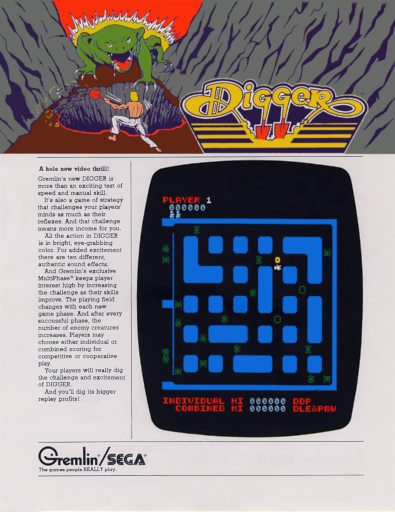 Digger
A hole new video thrill!
Gremlin's new DIGGER is
more than an exciting test of
speed and manual skill.
It's also a game of strategy
that challenges your players'
minds as much as their
reflexes. And that challenge
means more income for you.
All the action in DIGGER
is in bright, eye-grabbing
color. For added excitement
there are ten different,
authentic sound effects.
And Gremlin's exclusive
MultiPhase® keeps player
interest high by increasing
the challenge as their skills
improve. The playing field
changes with each new
game phase. And after every
successful phase, the
number of enemy creatures
increases. Players may
choose either individual or
combined scoring for
competitive or cooperative
play.
Your players will really dig
the challenge and excitement
of DIGGER.
And you'll dig its bigger
replay profits!
PLAYER 1
000000
INDIVIDUAL HI 000000 DDP
COMBINED HI 000000 DLE&PAN
Gremlin/SEGA®
The games people REALLY play.